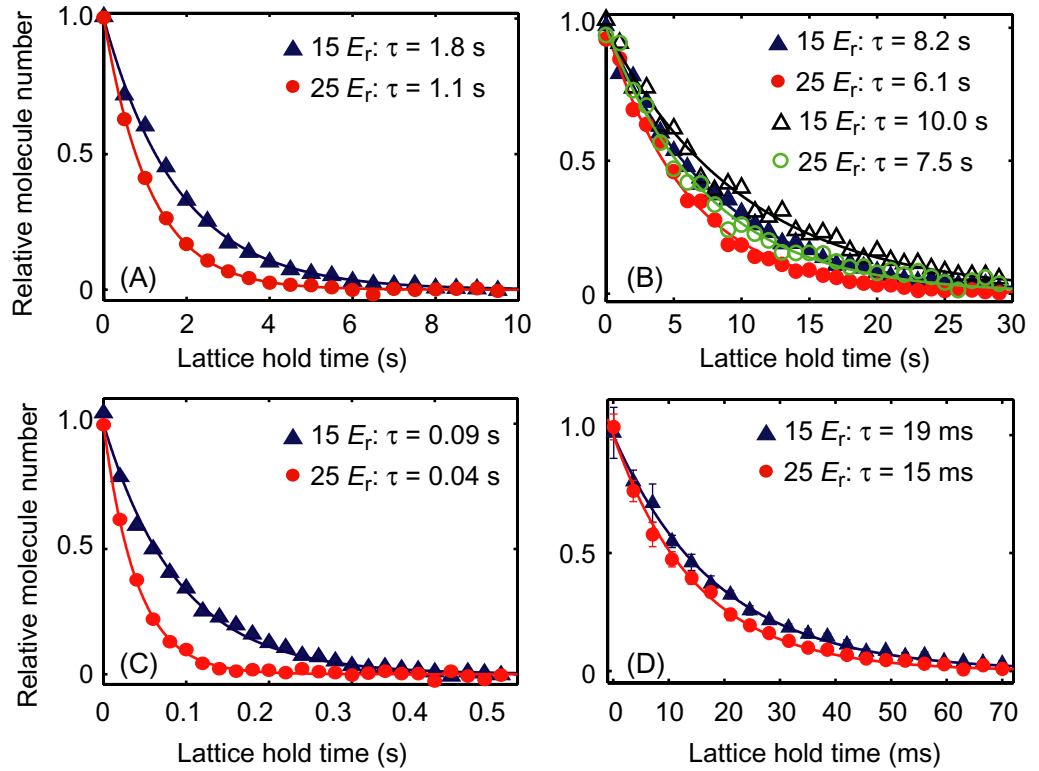 Relative molecule number
1.0
0.5
0
15 Er: τ = 1.8 s
25 Er: τ = 1.1 s
(A)
0 2 4 6 8 10
Lattice hold time (s)
1.0
0.5
0
15 Er: τ = 8.2 s
25 Er: τ = 6.1 s
15 Er: τ = 10.0 s
25 Er: τ = 7.5 s
(B)
0 5 10 15 20 25 30
Lattice hold time (s)
Relative molecule number
1.0
0.5
0
15 Er: τ = 0.09 s
25 Er: τ = 0.04 s
(C)
0 0.1 0.2 0.3 0.4 0.5
Lattice hold time (s)
1.0
0.5
0
15 Er: τ = 19 ms
25 Er: τ = 15 ms
(D)
0 10 20 30 40 50 60 70
Lattice hold time (ms)